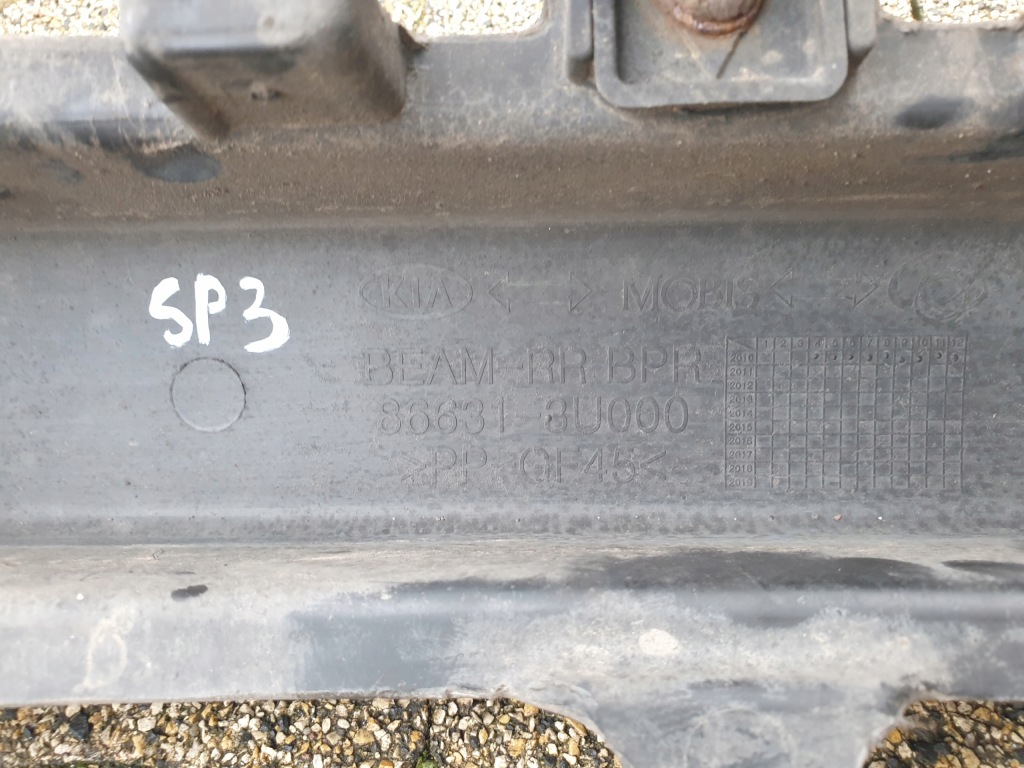 SP3
KIA <> MOBIS <>
BEAM-RR BPR
86631-3U000
>PP-GF45<
1 2 3 4 5 6 7 8 9 10 11 12
2010
2011
2012
2013
2014
2015
2016
2017
2018
2019